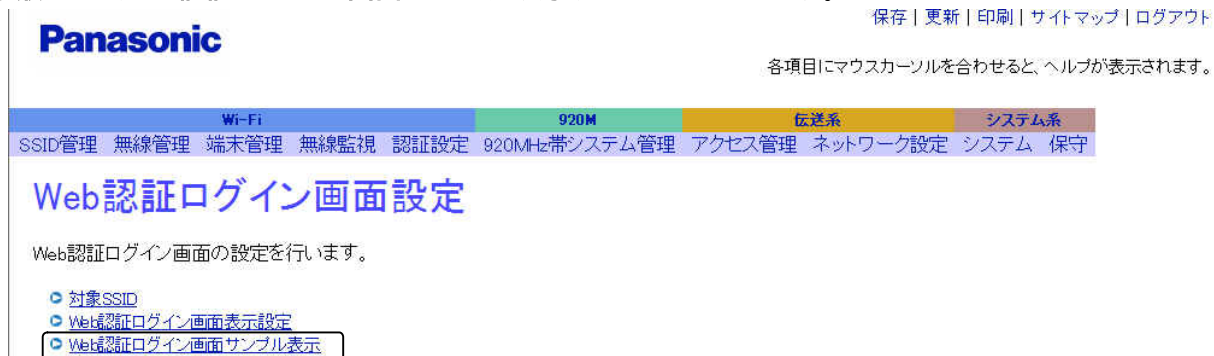 保存 | 更新 | 印刷 | サイトマップ | ログアウト
Panasonic
各項目にマウスカーソルを合わせると、ヘルプが表示されます。
Wi-Fi 920M 伝送系 システム系
SSID管理 無線管理 端末管理 無線監視 認証設定 920MHz帯システム管理 アクセス管理 ネットワーク設定 システム 保守
Web認証ログイン画面設定
Web認証ログイン画面の設定を行います。
対象SSID
Web認証ログイン画面表示設定
Web認証ログイン画面サンプル表示